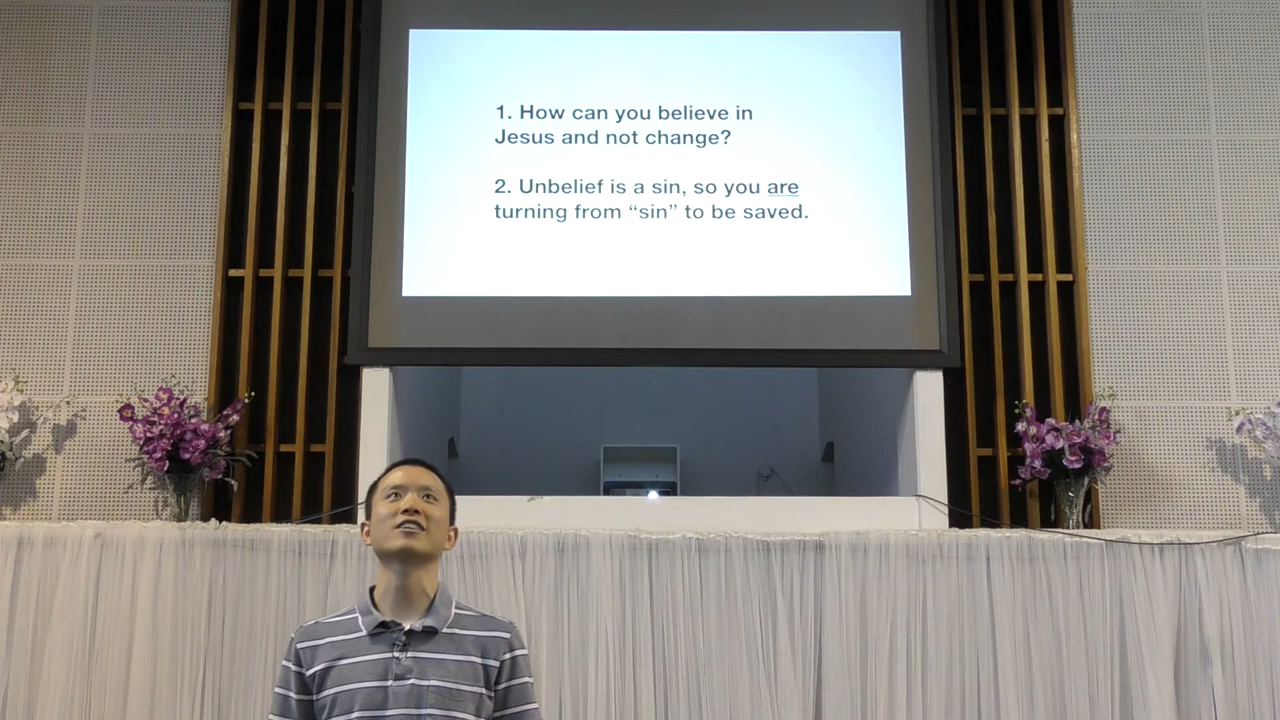 1. How can you believe in
Jesus and not change?
2. Unbelief is a sin, so you are
turning from “sin” to be saved.